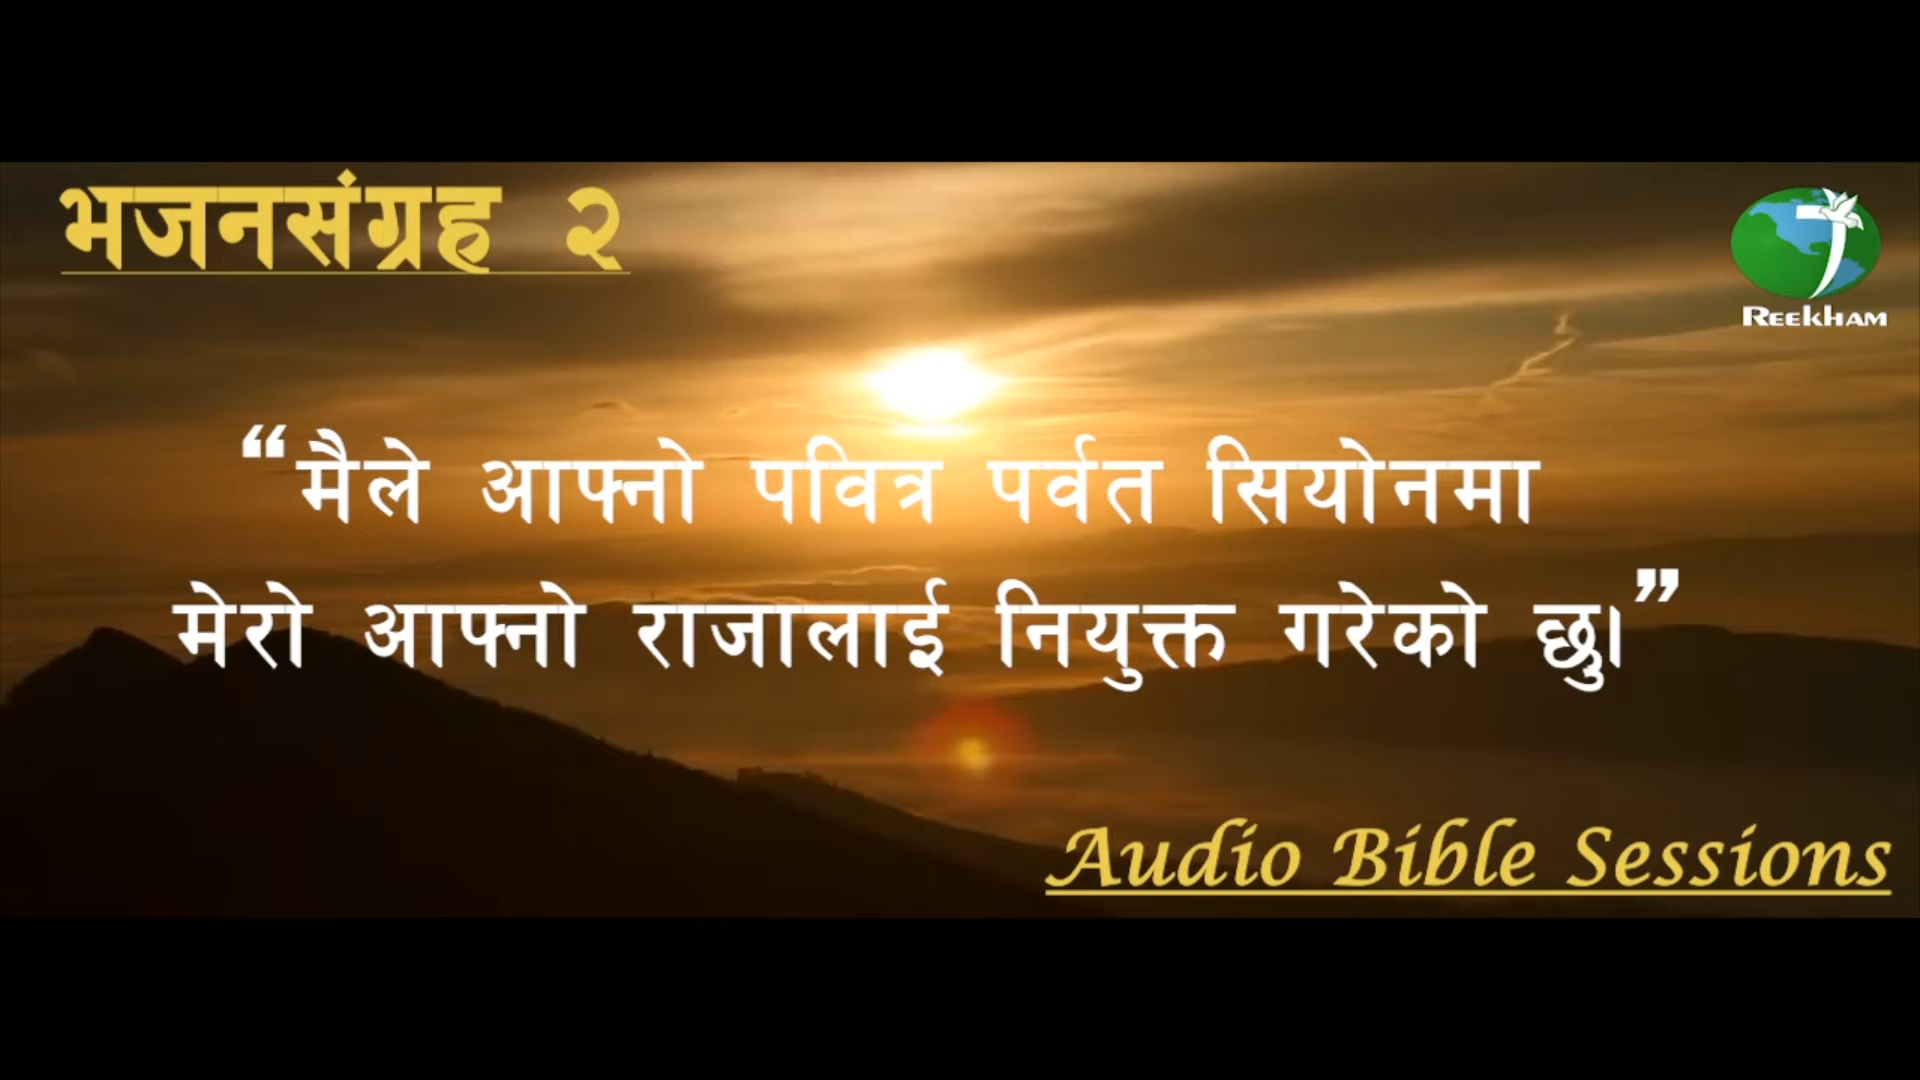 भजनसंग्रह २
REEKHAM
“मैले आफ्नो पवित्र पर्वत सियोनमा
मेरो आफ्नो राजालाई नियुक्त गरेको छु।”
Audio Bible Sessions